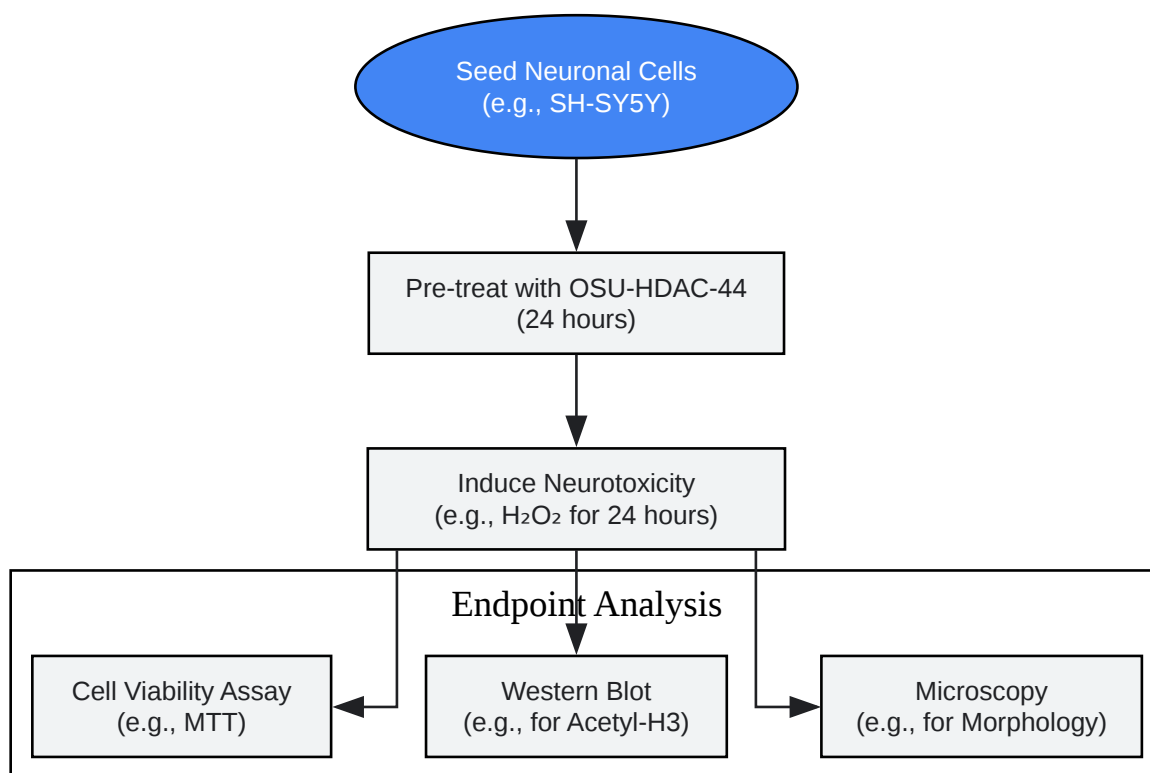 Seed Neuronal Cells
(e.g., SH-SY5Y)
Pre-treat with OSU-HDAC-44
(24 hours)
Induce Neurotoxicity
(e.g., H₂O₂ for 24 hours)
Endpoint Analysis
Cell Viability Assay
(e.g., MTT)
Western Blot
(e.g., for Acetyl-H3)
Microscopy
(e.g., for Morphology)